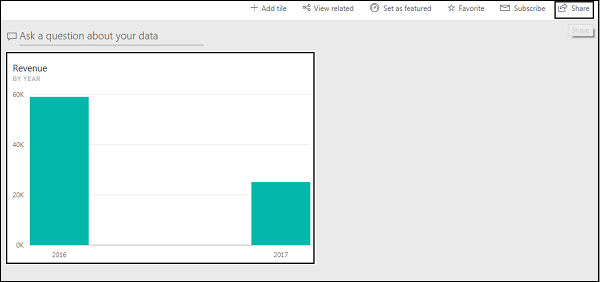 Add tile View related Set as featured Favorite Subscribe Share
Share
Ask a question about your data
Revenue
BY YEAR
60K
40K
20K
0K
2016 2017